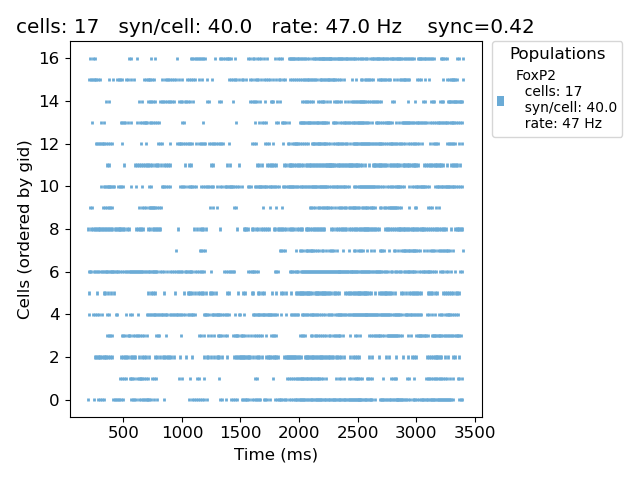 cells: 17   syn/cell: 40.0   rate: 47.0 Hz    sync=0.42
Populations
FoxP2
cells: 17
syn/cell: 40.0
rate: 47 Hz
Cells (ordered by gid)
16
14
12
10
8
6
4
2
0
500 1000 1500 2000 2500 3000 3500
Time (ms)